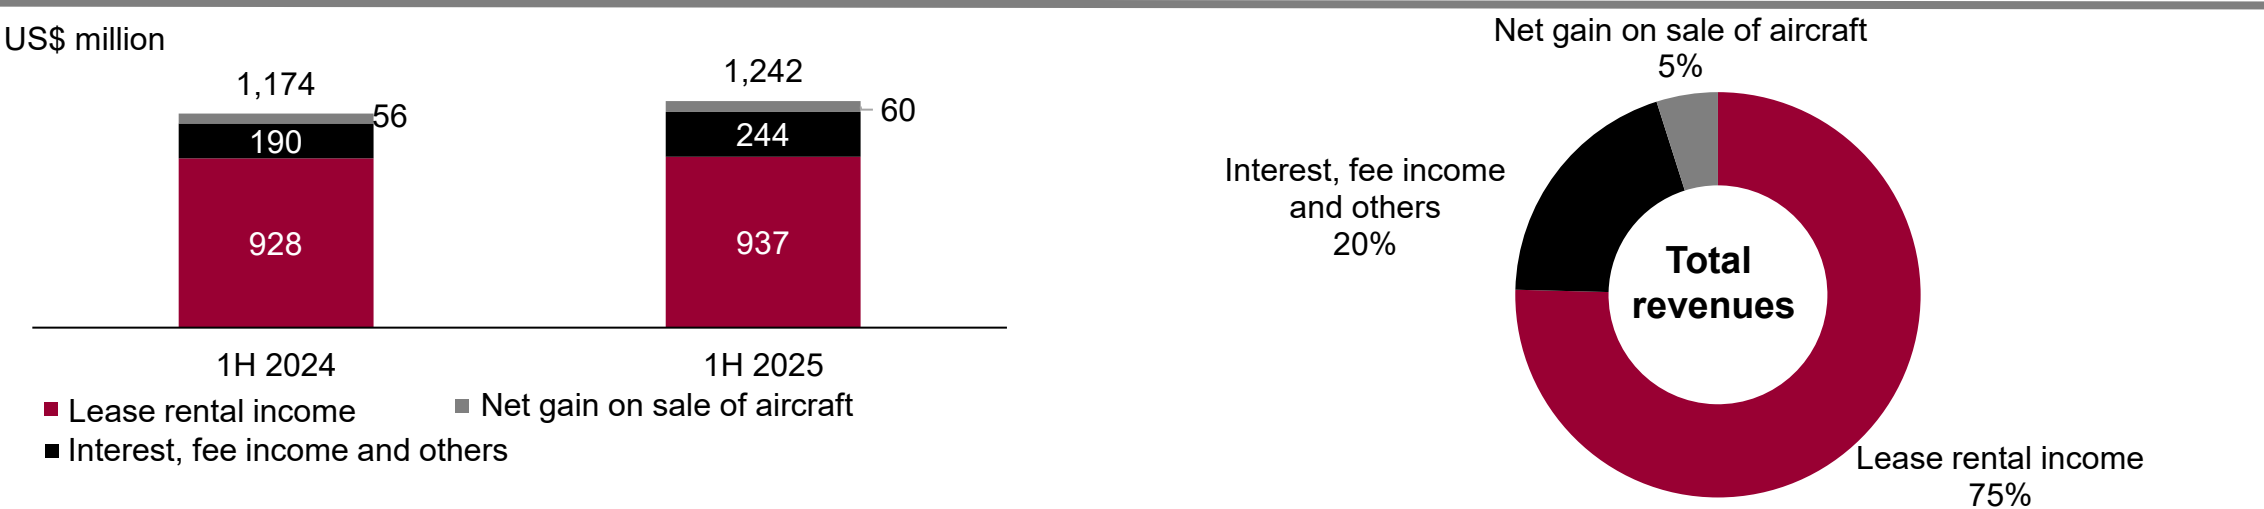 US$ million
1,174
56
190
928
1H 2024
1,242
60
244
937
1H 2025
Lease rental income
Net gain on sale of aircraft
Interest, fee income and others
Net gain on sale of aircraft
5%
Interest, fee income
and others
20%
Total
revenues
Lease rental income
75%